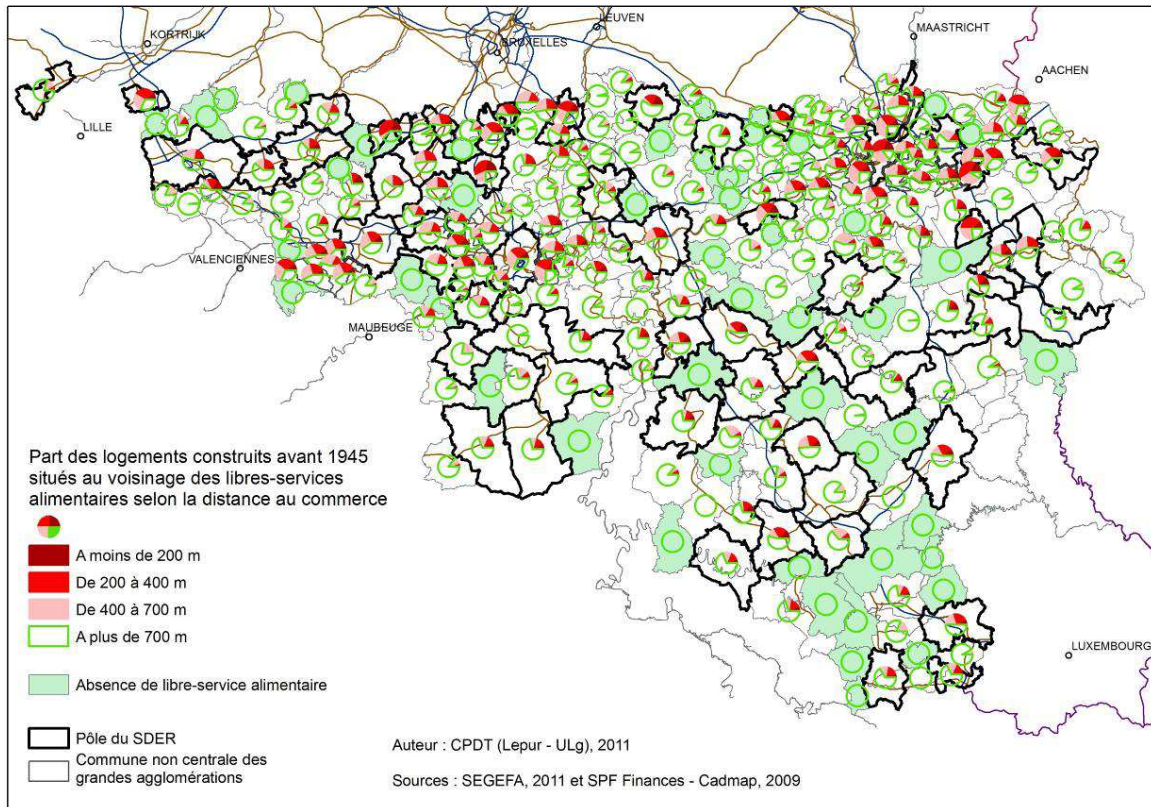 KORTRIJK
LEUVEN
BRUXELLES
MAASTRICHT
AACHEN
LILLE
VALENCIENNES
MAUBEUGE
LUXEMBOURG
Part des logements construits avant 1945
situés au voisinage des libres-services
alimentaires selon la distance au commerce
A moins de 200 m
De 200 à 400 m
De 400 à 700 m
A plus de 700 m
Absence de libre-service alimentaire
Pôle du SDER
Commune non centrale des
grandes agglomérations
Auteur : CPDT (Lepur - ULg), 2011
Sources : SEGEFA, 2011 et SPF Finances - Cadmap, 2009